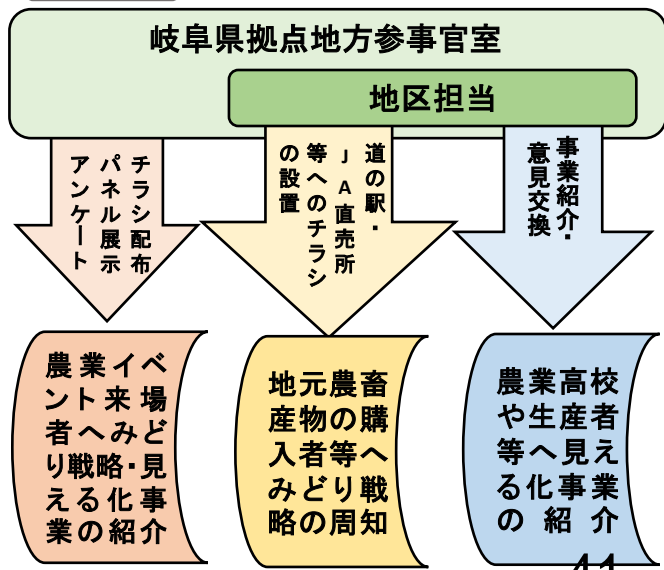 岐阜県拠点地方参事官室
地区担当
チラシ配布
パネル展示
アンケート
道の駅・
JA直売所
等へのチラシ
の設置
事業紹介・
意見交換
農業イベ
ント来場
者へみど
り戦略・見
える化事
業の紹介
地元農畜
産物の購
入者等へ
みどり戦
略の周知
農業高校
や生産者
等へ見え
る化事業
の紹介
41